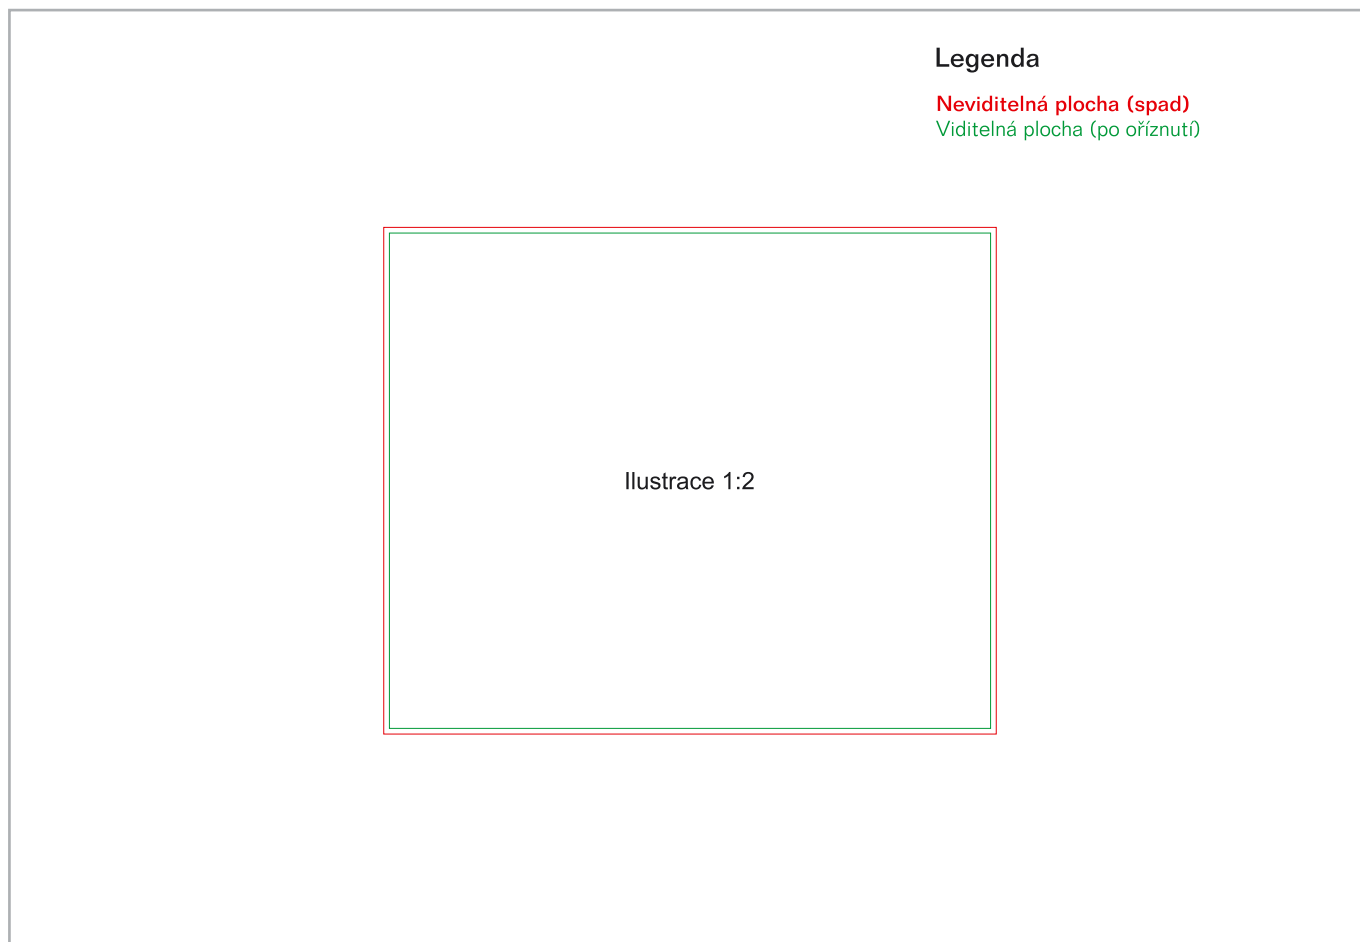 Legenda
Neviditelná plocha (spad)
Viditelná plocha (po oříznutí)
Ilustrace 1:2